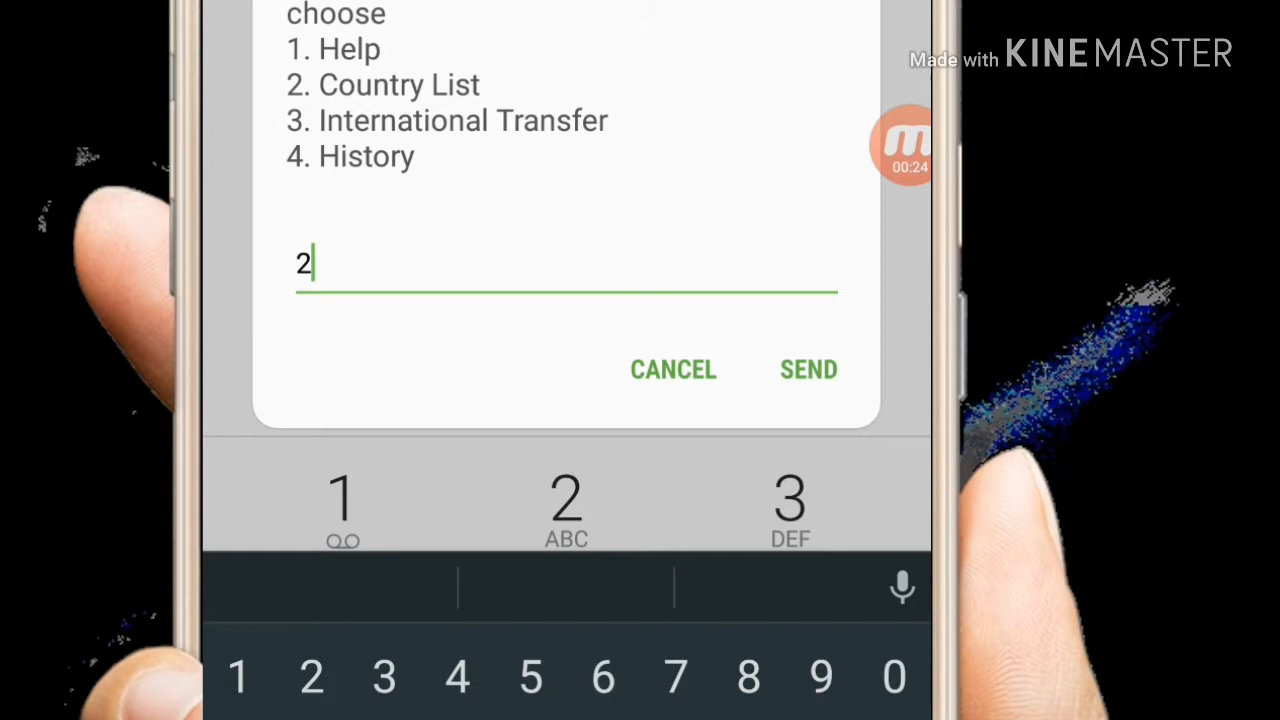 choose
1. Help
2. Country List
3. International Transfer
4. History
Made with KINEMASTER
00:24
2
CANCEL SEND
1 2 3
ABC DEF
1 2 3 4 5 6 7 8 9 0